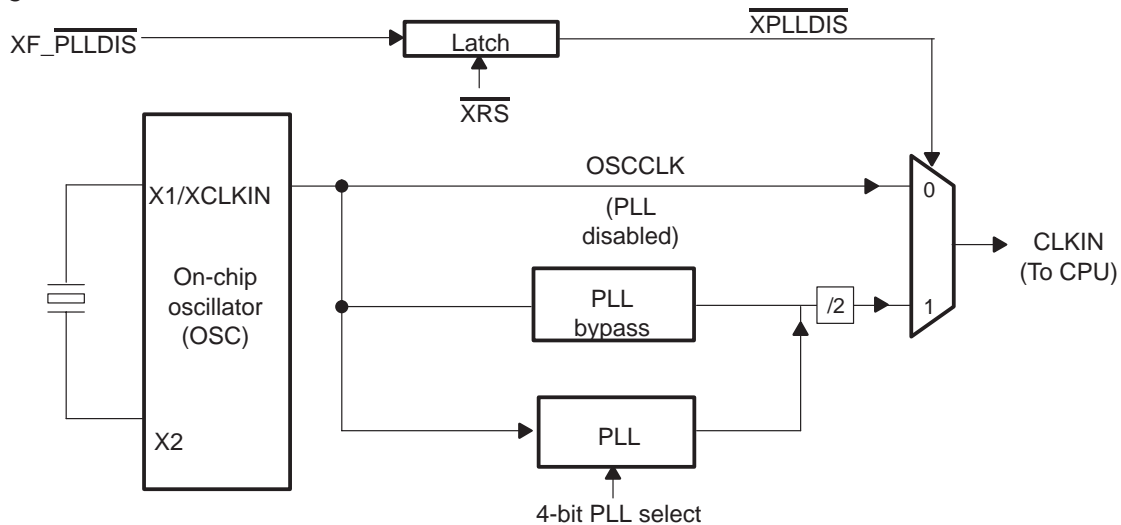 XF_PLLDIS
Latch
XPLLDIS
XRS
X1/XCLKIN
On-chip
oscillator
(OSC)
X2
OSCCLK
(PLL
disabled)
PLL
bypass
/2
PLL
4-bit PLL select
0
1
CLKIN
(To CPU)